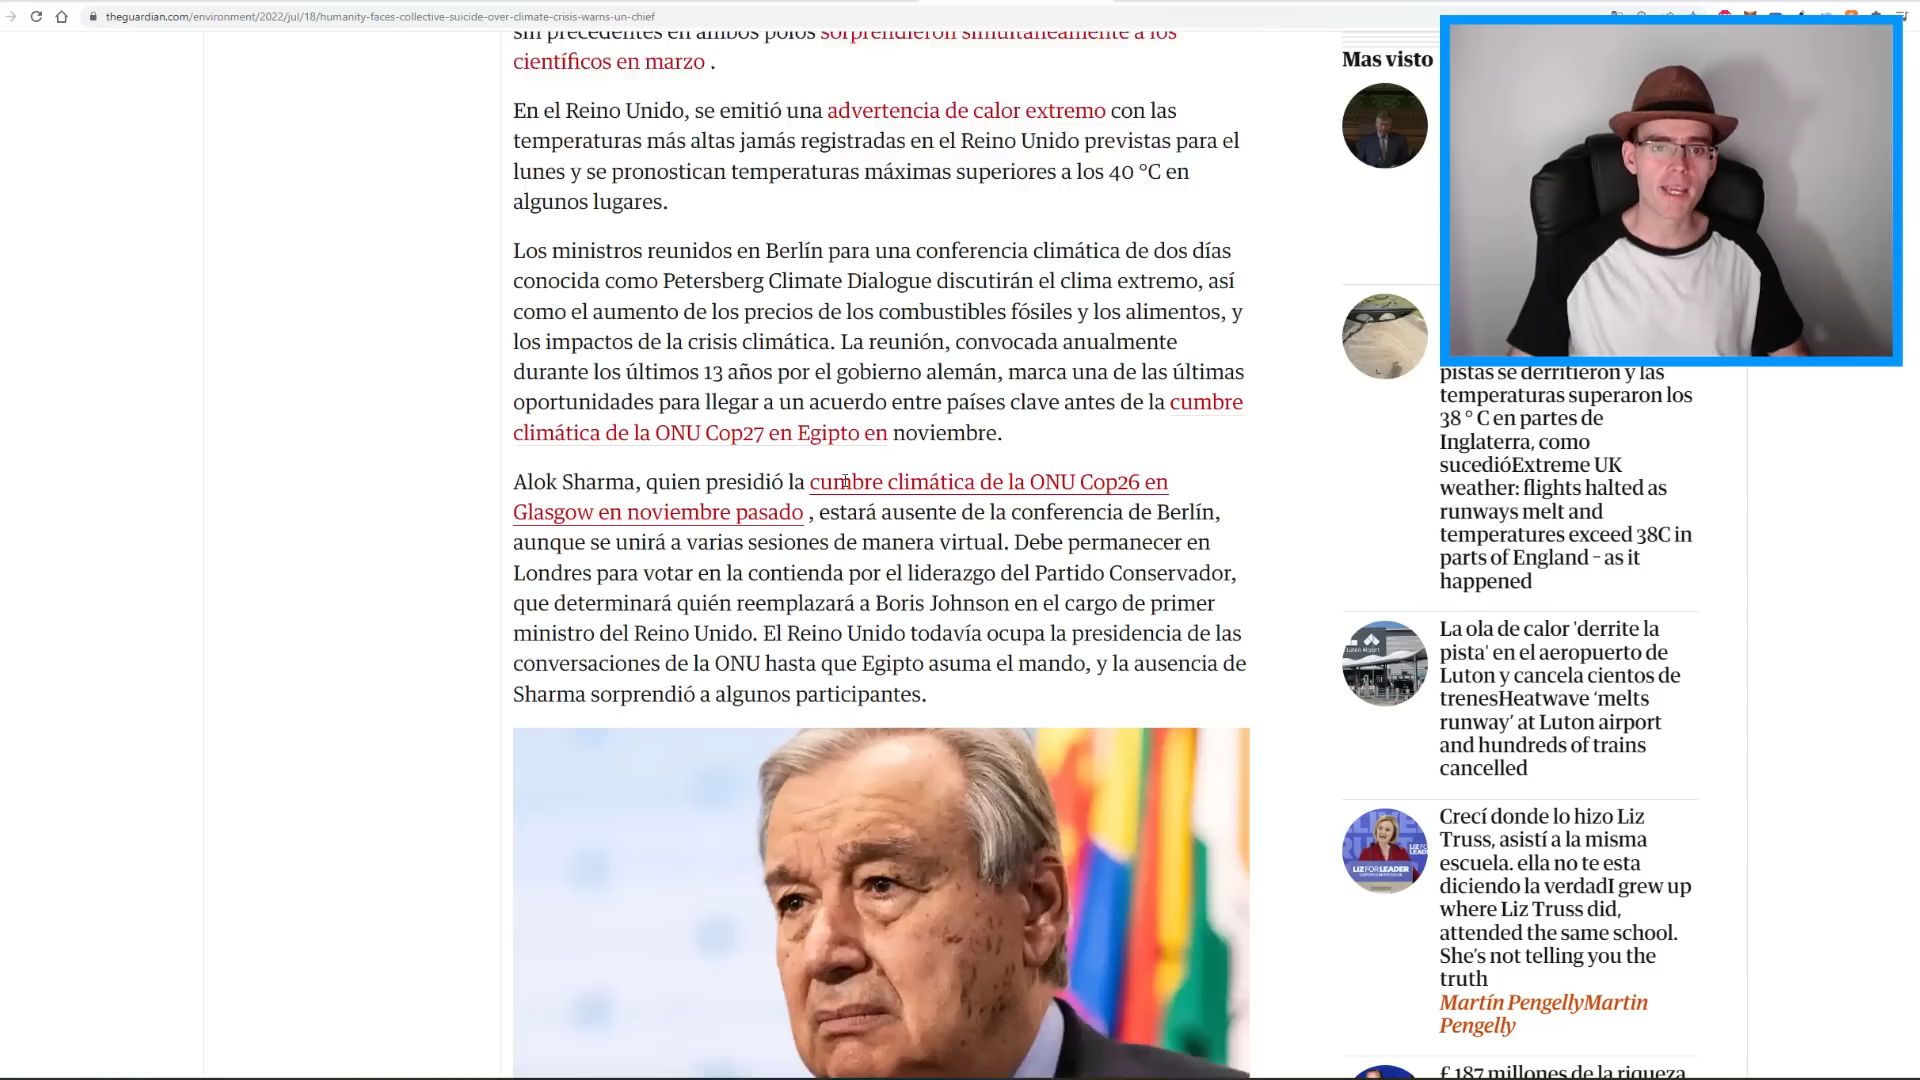 theguardian.com/environment/2022/jul/18/humanity-faces-collective-suicide-over-climate-crisis-warns-un-chief
sin precedentes en ambos polos sorprendieron simultáneamente a los
científicos en marzo .
En el Reino Unido, se emitió una advertencia de calor extremo con las
temperaturas más altas jamás registradas en el Reino Unido previstas para el
lunes y se pronostican temperaturas máximas superiores a los 40 °C en
algunos lugares.
Los ministros reunidos en Berlín para una conferencia climática de dos días
conocida como Petersberg Climate Dialogue discutirán el clima extremo, así
como el aumento de los precios de los combustibles fósiles y los alimentos, y
los impactos de la crisis climática. La reunión, convocada anualmente
durante los últimos 13 años por el gobierno alemán, marca una de las últimas
oportunidades para llegar a un acuerdo entre países clave antes de la cumbre
climática de la ONU Cop27 en Egipto en noviembre.
Alok Sharma, quien presidió la cumbre climática de la ONU Cop26 en
Glasgow en noviembre pasado , estará ausente de la conferencia de Berlín,
aunque se unirá a varias sesiones de manera virtual. Debe permanecer en
Londres para votar en la contienda por el liderazgo del Partido Conservador,
que determinará quién reemplazará a Boris Johnson en el cargo de primer
ministro del Reino Unido. El Reino Unido todavía ocupa la presidencia de las
conversaciones de la ONU hasta que Egipto asuma el mando, y la ausencia de
Sharma sorprendió a algunos participantes.
Mas visto
pistas se derritieron y las
temperaturas superaron los
38 ° C en partes de
Inglaterra, como
sucedióExtreme UK
weather: flights halted as
runways melt and
temperatures exceed 38C in
parts of England – as it
happened
La ola de calor 'derrite la
pista' en el aeropuerto de
Luton y cancela cientos de
trenesHeatwave ‘melts
runway’ at Luton airport
and hundreds of trains
cancelled
Crecí donde lo hizo Liz
Truss, asistí a la misma
escuela. ella no te esta
diciendo la verdadI grew up
where Liz Truss did,
attended the same school.
She’s not telling you the
truth
Martín PengellyMartin
Pengelly
£ 187 millones de la riqueza
LIZ FOR LEADER